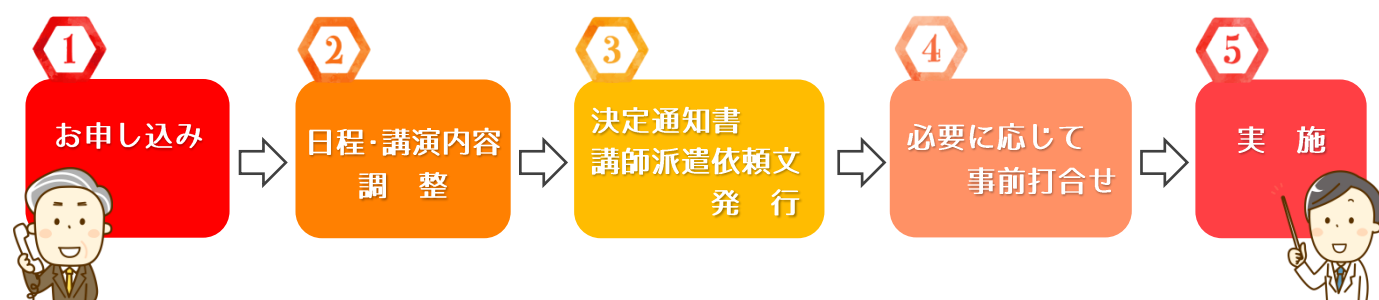 1
お申し込み
2
日程・講演内容
調　整
3
決定通知書
講師派遣依頼文
発　行
4
必要に応じて
事前打合せ
5
実　施